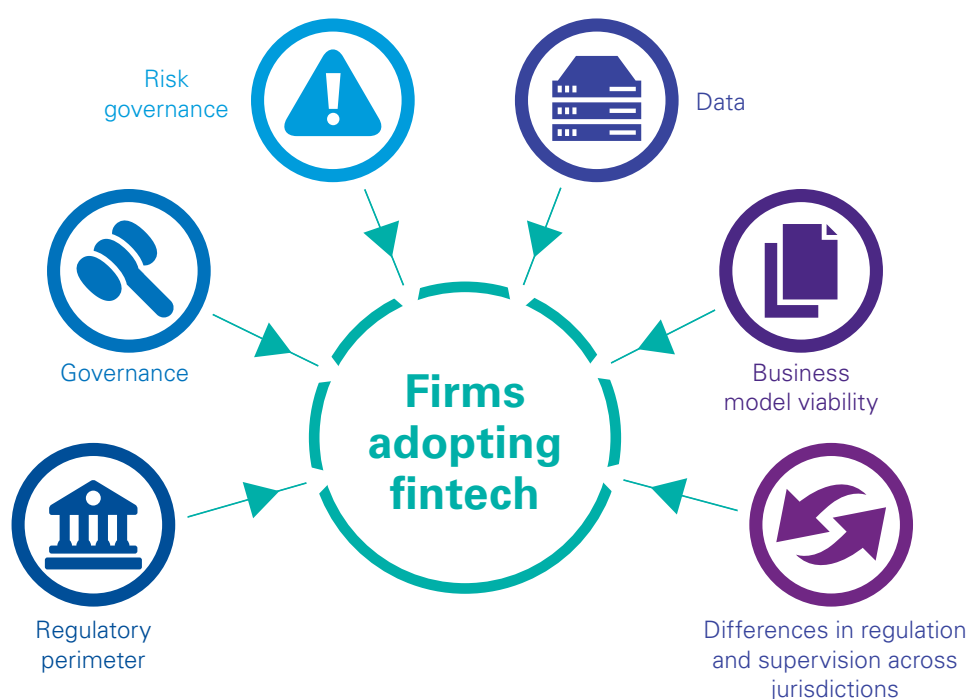 Risk
governance
Data
Governance
Business
model viability
Firms
adopting
fintech
Regulatory
perimeter
Differences in regulation
and supervision across
jurisdictions